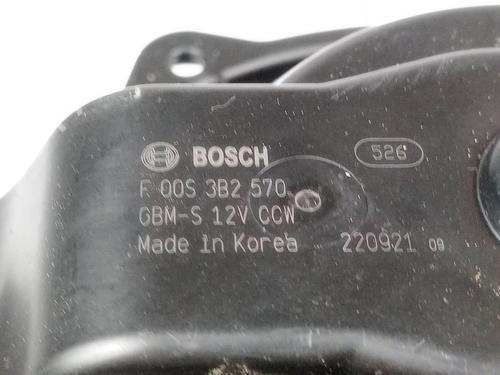 BOSCH 526
F 00S 3B2 570
GBM-S 12V CCW
Made In Korea 220921 09